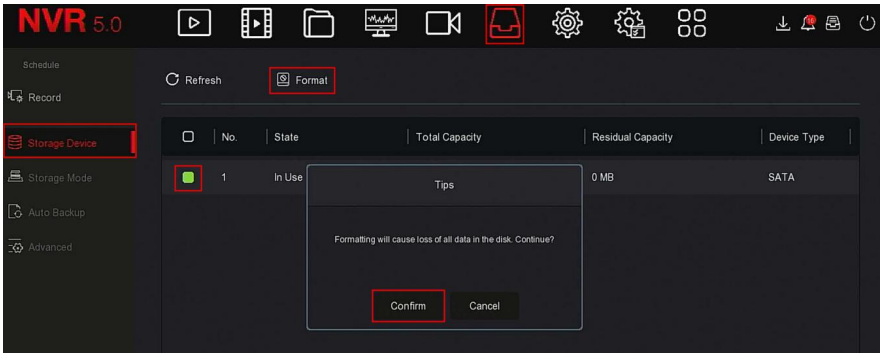 NVR 5.0
Schedule
Refresh
Format
Record
No.
State
Total Capacity
Residual Capacity
Device Type
Storage Device
Storage Mode
1
In Use
0 MB
SATA
Tips
Auto Backup
Formatting will cause loss of all data in the disk. Continue?
Advanced
Confirm
Cancel